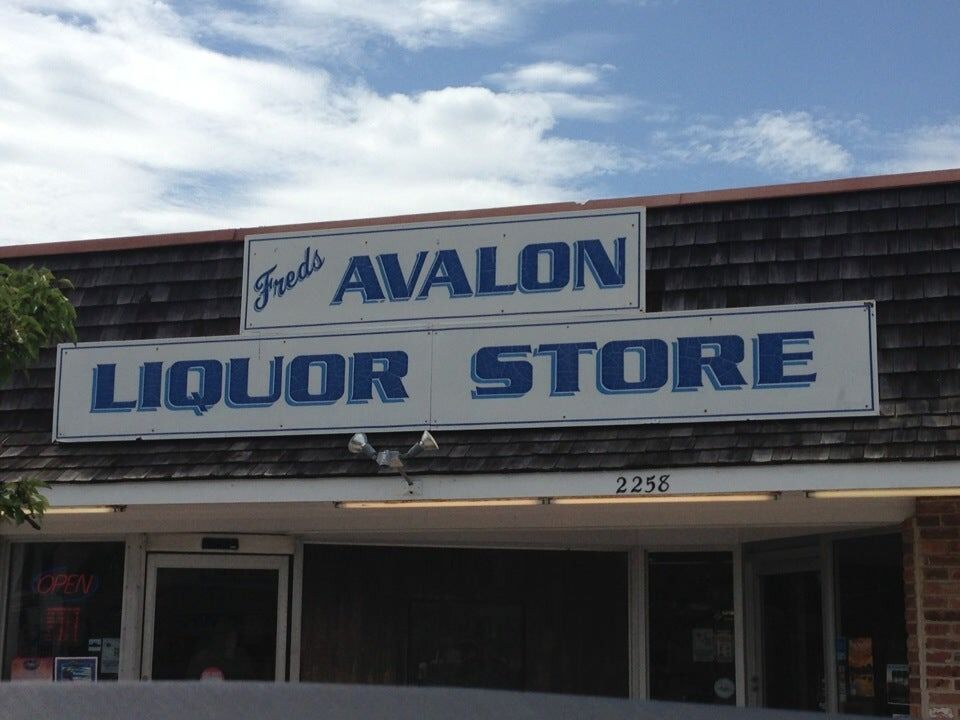 Freds AVALON
LIQUOR STORE
2258
OPEN